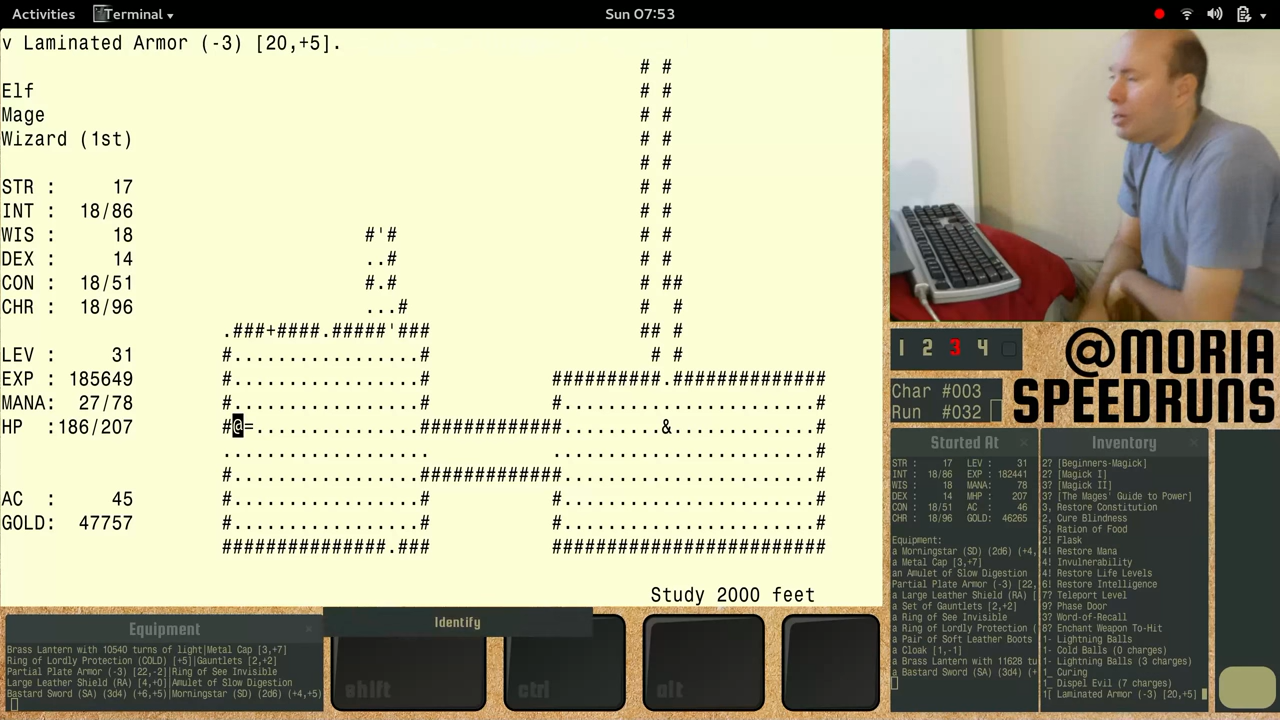 Activities Terminal Sun 07:53
v Laminated Armor (-3) [20,+5].
Elf
Mage
Wizard (1st)
STR : 17
INT : 18/86
WIS : 18
DEX : 14
CON : 18/51
CHR : 18/96
LEV : 31
EXP : 185649
MANA: 27/78
HP :186/207
AC : 45
GOLD: 47757
# #
# #
# #
# #
# #
# #
# #
#'# # #
..# # #
#.# # ##
...# # #
.###+####.#####'### ## #
#................# # #
#................# ##########.#############
#................# #......................#
#@=..............#############.........&............#
.................. .......................#
#................#############......................#
#................# #......................#
#................# #......................#
###############.### #########################
Study 2000 feet
1 2 3 4
@MORIA
SPEEDRUNS
Char #003
Run #032
Started At
STR : 17 LEV : 31
INT : 18/86 EXP : 182441
WIS : 18 MANA: 78
DEX : 14 MHP : 207
CON : 18/51 AC : 46
CHR : 18/96 GOLD: 46265
Equipment:
a Morningstar (SD) (2d6) (+4,
a Metal Cap [3,+7]
an Amulet of Slow Digestion
a Partial Plate Armor (-3) [22,
a Large Leather Shield (RA) [
a Set of Gauntlets [2,+2]
a Ring of See Invisible
a Ring of Lordly Protection (
a Pair of Soft Leather Boots
a Cloak [1,-1]
a Brass Lantern with 11628 tu
a Bastard Sword (SA) (3d4) (+
Inventory
2? [Beginners-Magick]
2? [Magick I]
3? [Magick II]
3? [The Mages' Guide to Power]
3, Restore Constitution
2, Cure Blindness
5, Ration of Food
2! Flask
4! Restore Mana
4! Invulnerability
4! Restore Life Levels
6! Restore Intelligence
7? Teleport Level
9? Phase Door
3? Word-of-Recall
8? Enchant Weapon To-Hit
1- Lightning Balls
1- Cold Balls (0 charges)
1- Lightning Balls (3 charges)
1_ Curing
1_ Dispel Evil (7 charges)
1[ Laminated Armor (-3) [20,+5]
Equipment
Brass Lantern with 10540 turns of light|Metal Cap [3,+7]
Ring of Lordly Protection (COLD) [+5]|Gauntlets [2,+2]
Partial Plate Armor (-3) [22,-2]|Ring of See Invisible
Large Leather Shield (RA) [4,+0]|Amulet of Slow Digestion
Bastard Sword (SA) (3d4) (+6,+5)|Morningstar (SD) (2d6) (+4,+5)
Identify
shift ctrl alt